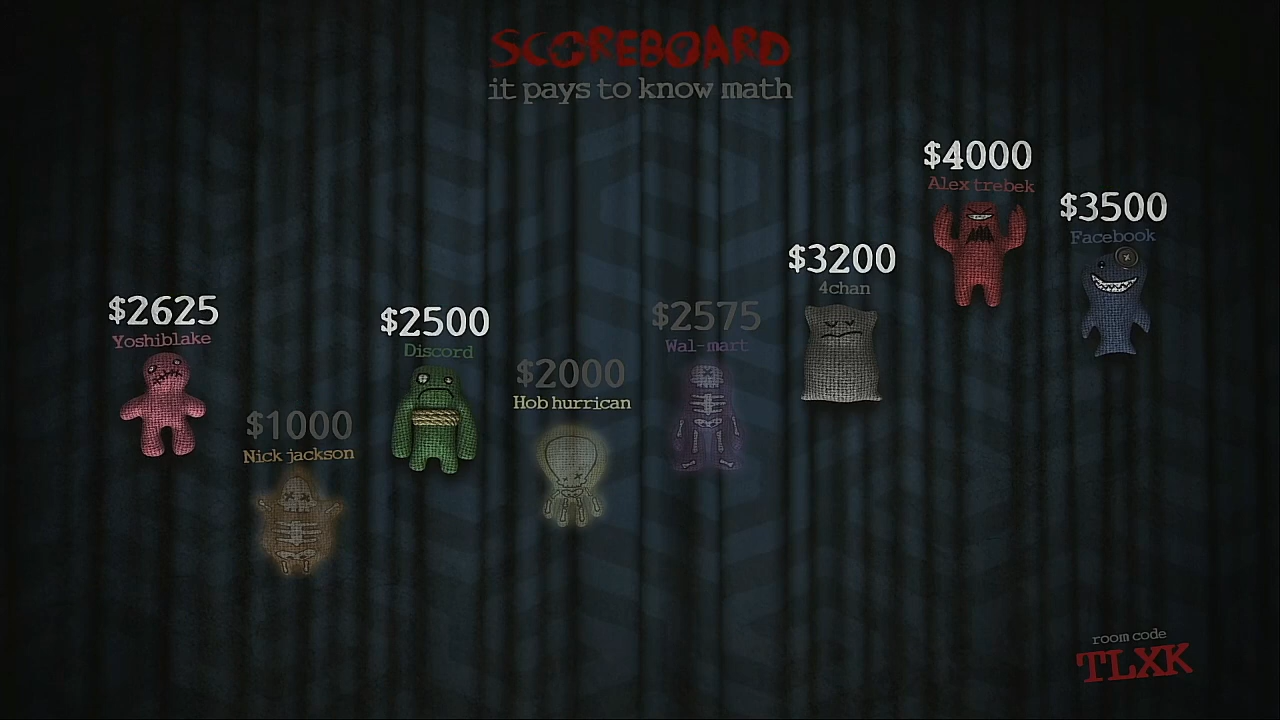 SCOREBOARD
it pays to know math
$2625
Yoshiblake
$1000
Nick jackson
$2500
Discord
$2000
Hob hurrican
$2575
Wal-mart
$3200
4chan
$4000
Alex trebek
$3500
Facebook
room code
TLXK